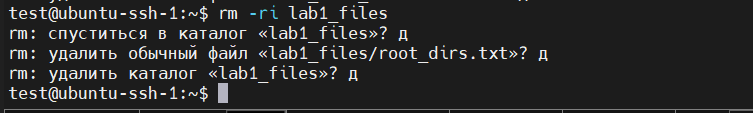 test@ubuntu-ssh-1:~$ rm -ri lab1_files
rm: спуститься в каталог «lab1_files»? д
rm: удалить обычный файл «lab1_files/root_dirs.txt»? д
rm: удалить каталог «lab1_files»? д
test@ubuntu-ssh-1:~$